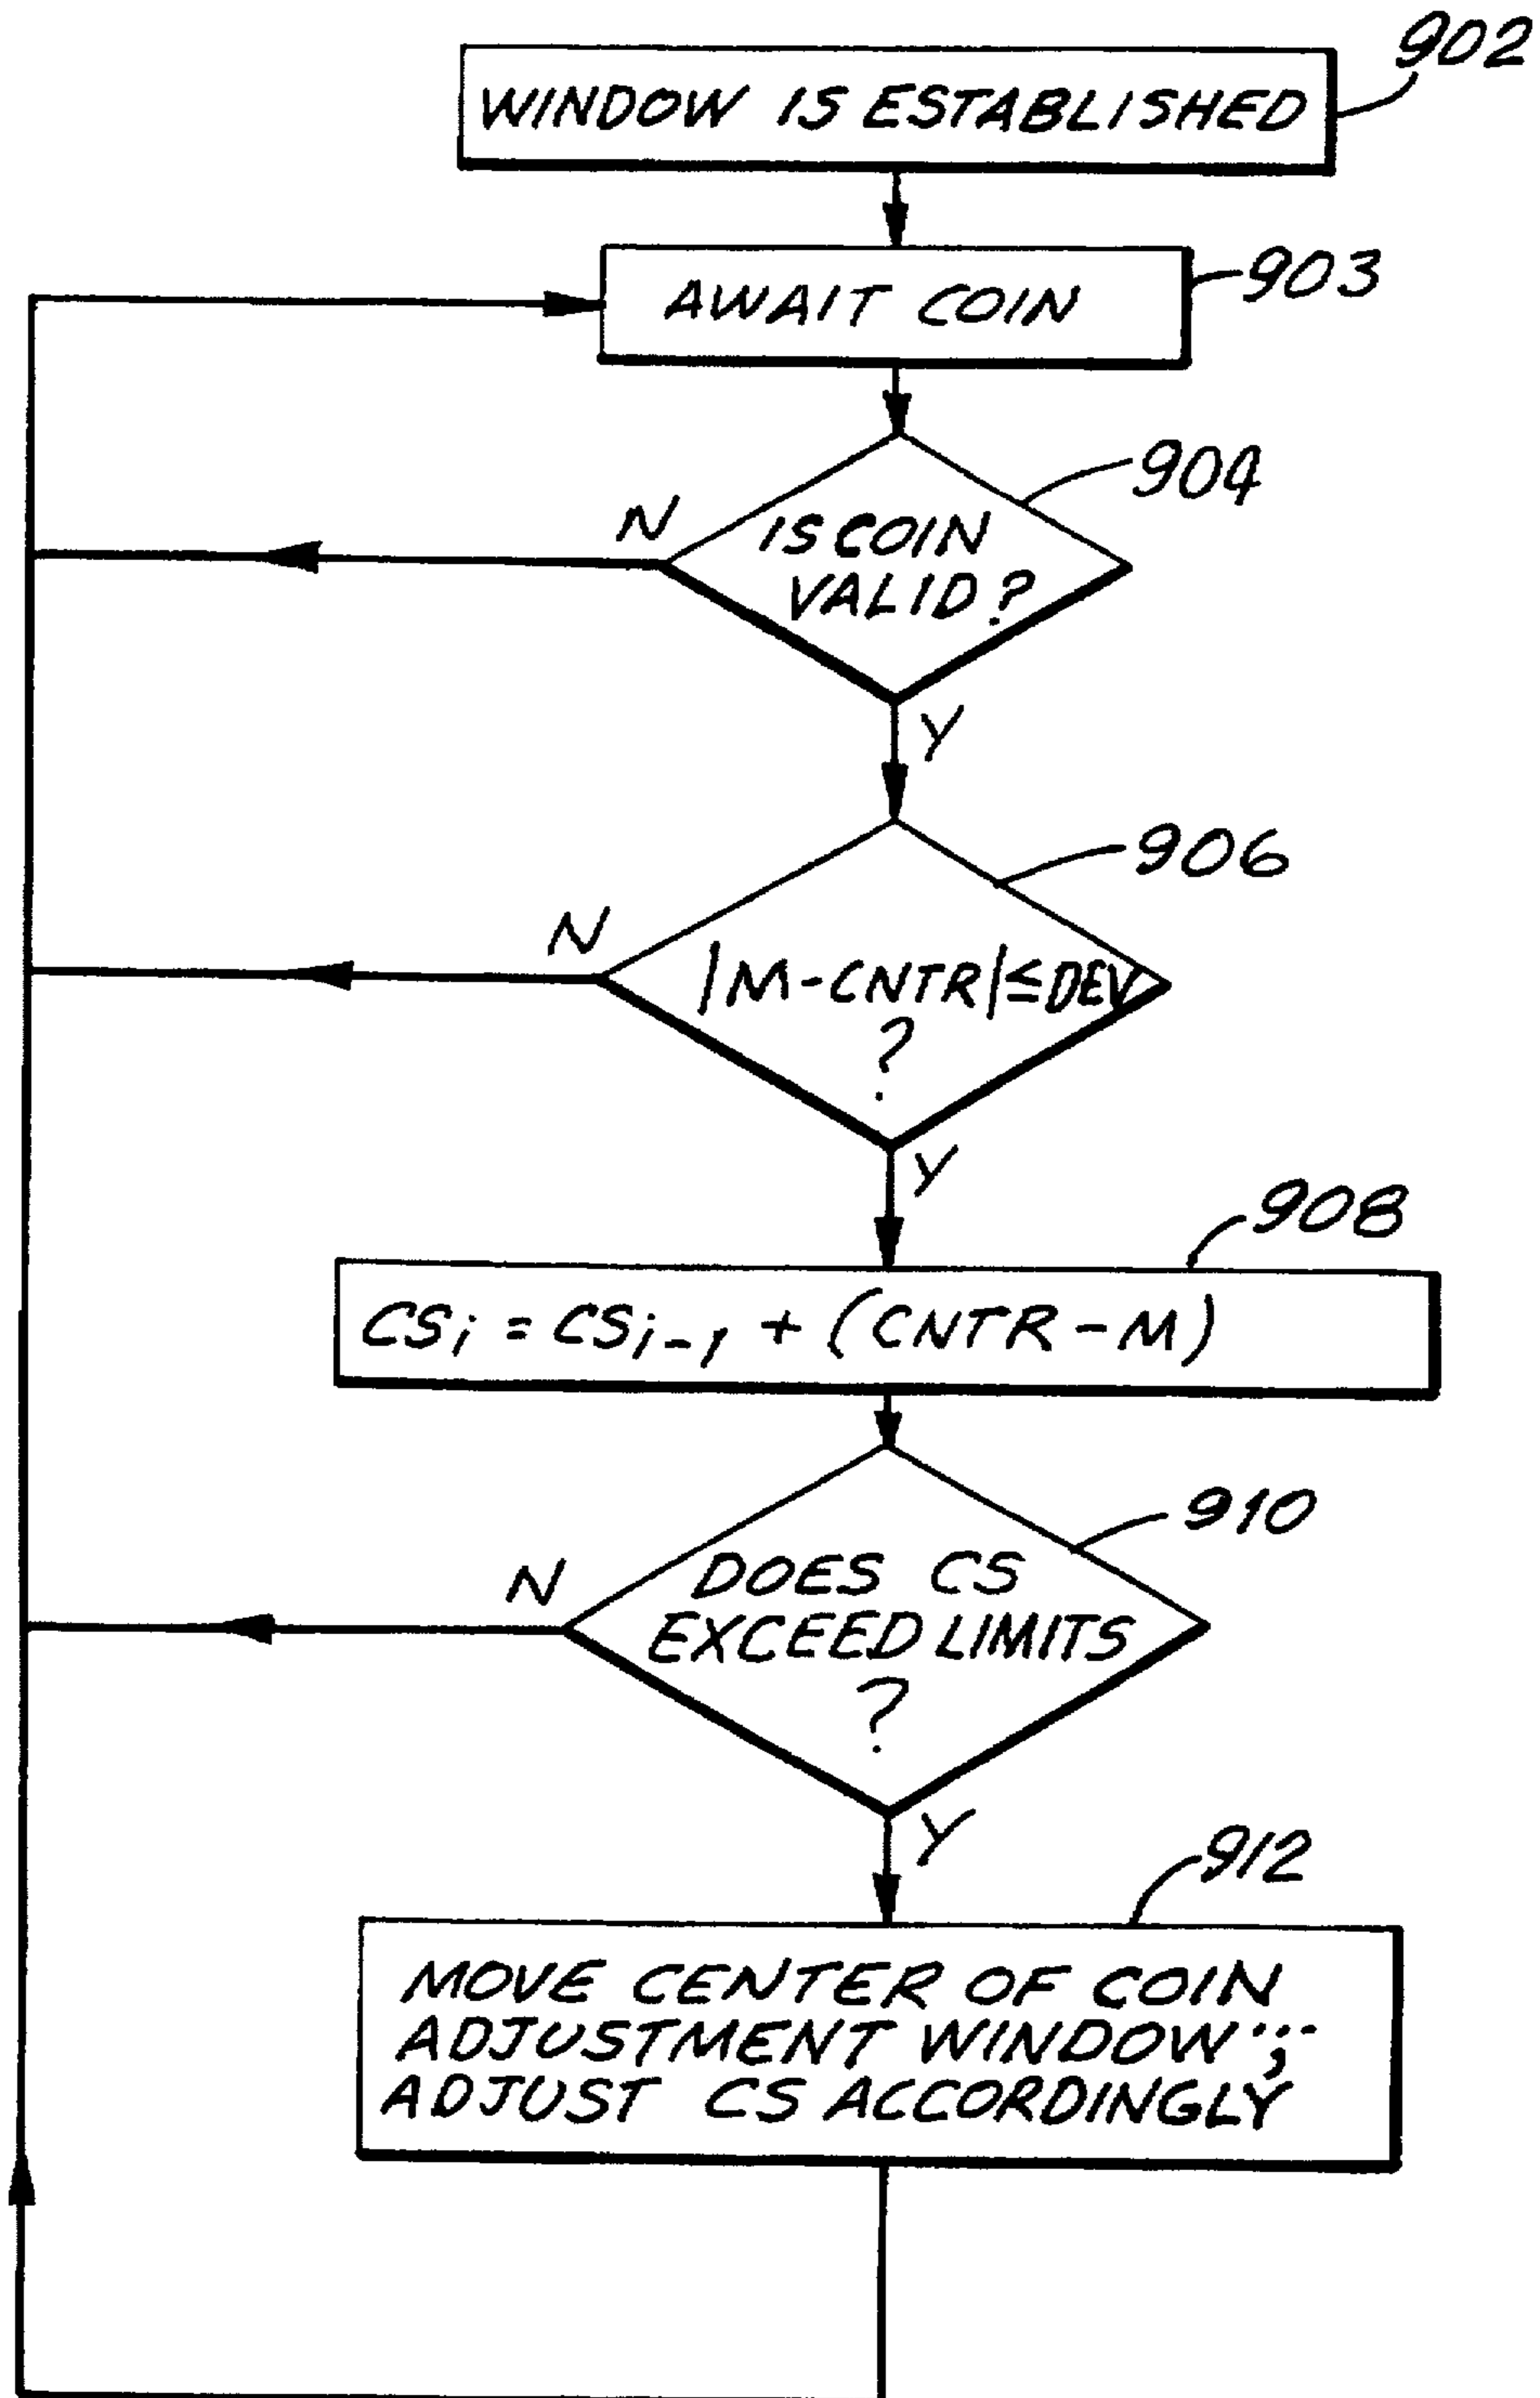 902
WINDOW IS ESTABLISHED
903
AWAIT COIN
904
N
IS COIN
VALID?
Y
906
N
|M-CNTR|≤DEV
?
Y
908
CSi = CSi-1 + (CNTR-M)
910
N
DOES CS
EXCEED LIMITS
?
Y
912
MOVE CENTER OF COIN
ADJUSTMENT WINDOW;
ADJUST CS ACCORDINGLY